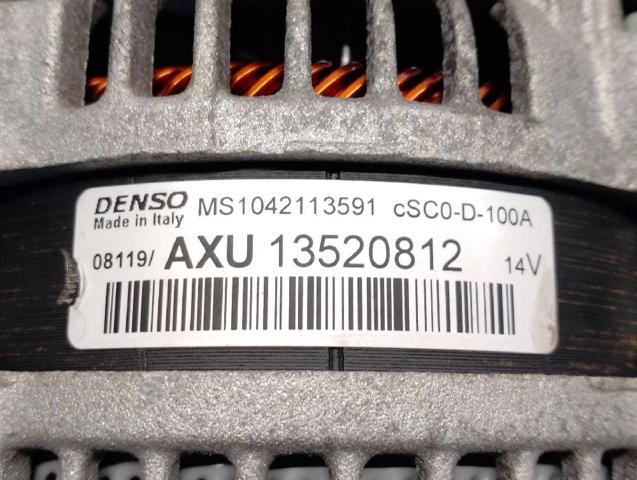 DENSO MS1042113591 cSC0-D-100A
Made in Italy
08119/ AXU 13520812 14V